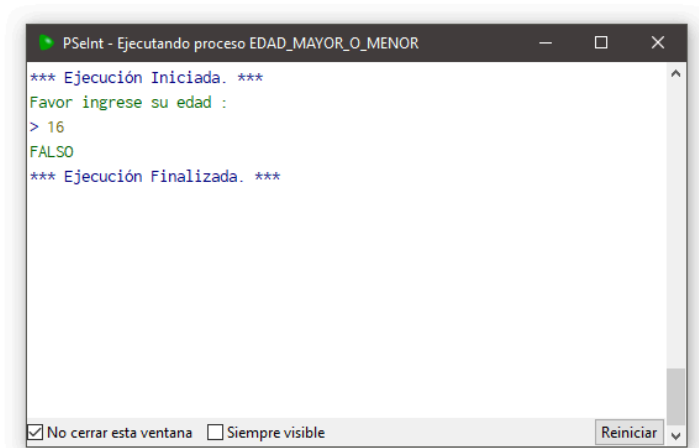 PSeInt - Ejecutando proceso EDAD_MAYOR_O_MENOR
*** Ejecución Iniciada. ***
Favor ingrese su edad :
> 16
FALSO
*** Ejecución Finalizada. ***
No cerrar esta ventana Siempre visible Reiniciar